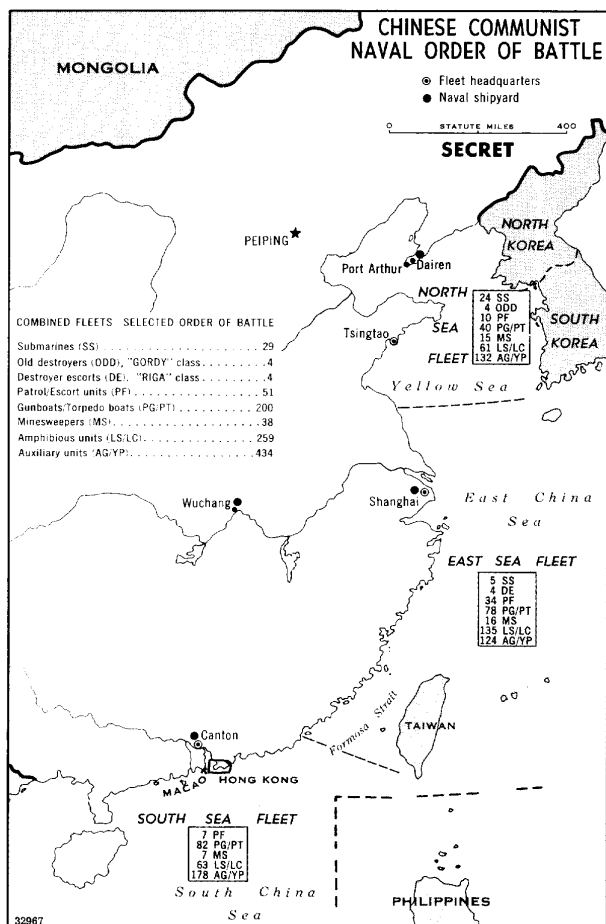 CHINESE COMMUNIST
NAVAL ORDER OF BATTLE
Fleet headquarters
Naval shipyard
0 STATUTE MILES 400
SECRET
MONGOLIA
PEIPING
NORTH
KOREA
Port Arthur
Dairen
NORTH
SEA
FLEET
24 SS
4 ODD
10 PF
40 PG/PT
15 MS
61 LS/LC
132 AG/YP
SOUTH
KOREA
Tsingtao
Yellow Sea
COMBINED FLEETS SELECTED ORDER OF BATTLE
Submarines (SS) . . . . . . . . . . . . . . . . . . . . . 29
Old destroyers (ODD), "GORDY" class . . . . . . . . . 4
Destroyer escorts (DE), "RIGA" class . . . . . . . . . 4
Patrol/Escort units (PF) . . . . . . . . . . . . . . . . 51
Gunboats/Torpedo boats (PG/PT) . . . . . . . . . . 200
Minesweepers (MS) . . . . . . . . . . . . . . . . . . . 38
Amphibious units (LS/LC) . . . . . . . . . . . . . . 259
Auxiliary units (AG/YP) . . . . . . . . . . . . . . . 434
Wuchang
Shanghai
East China
Sea
EAST SEA FLEET
5 SS
4 DE
34 PF
78 PG/PT
16 MS
135 LS/LC
124 AG/YP
Formosa Strait
TAIWAN
Canton
MACAO
HONG KONG
SOUTH SEA FLEET
7 PF
82 PG/PT
7 MS
63 LS/LC
178 AG/YP
South China
Sea
PHILIPPINES
32967